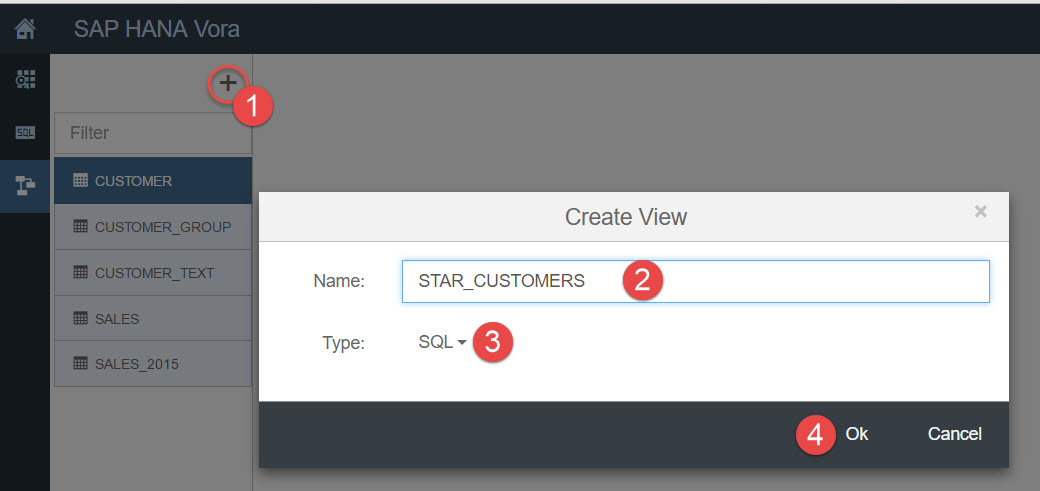 SAP HANA Vora
+
1
Filter
SQL
CUSTOMER
CUSTOMER_GROUP
CUSTOMER_TEXT
SALES
SALES_2015
Create View ×
Name: STAR_CUSTOMERS 2
Type: SQL 3
4 Ok Cancel